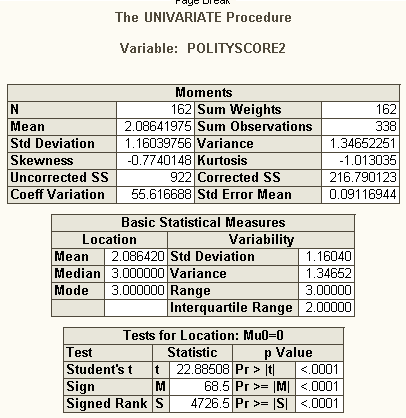 Page Break
The UNIVARIATE Procedure
Variable: POLITYSCORE2
Moments
N 162 Sum Weights 162
Mean 2.08641975 Sum Observations 338
Std Deviation 1.16039756 Variance 1.34652251
Skewness -0.7740148 Kurtosis -1.013035
Uncorrected SS 922 Corrected SS 216.790123
Coeff Variation 55.616688 Std Error Mean 0.09116944
Basic Statistical Measures
Location Variability
Mean 2.086420 Std Deviation 1.16040
Median 3.000000 Variance 1.34652
Mode 3.000000 Range 3.00000
Interquartile Range 2.00000
Tests for Location: Mu0=0
Test Statistic p Value
Student's t t 22.88508 Pr > |t| <.0001
Sign M 68.5 Pr >= |M| <.0001
Signed Rank S 4726.5 Pr >= |S| <.0001